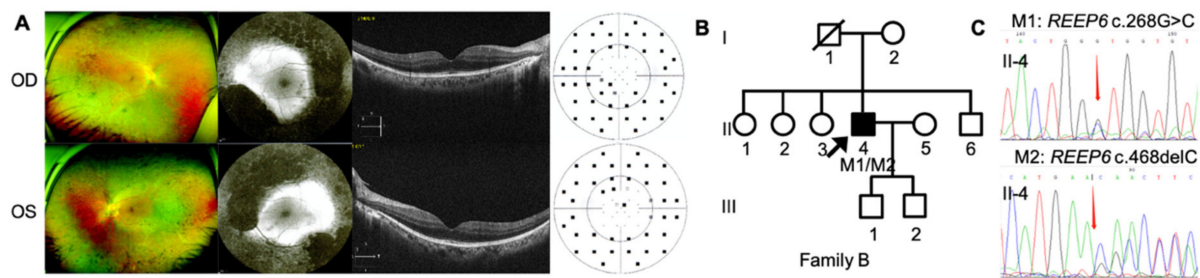 A
OD
OS
B
I
1
2
II
1
2
3
4
5
6
M1/M2
III
1
2
Family B
C
M1: REEP6 c.268G>C
II-4
M2: REEP6 c.468delC
II-4